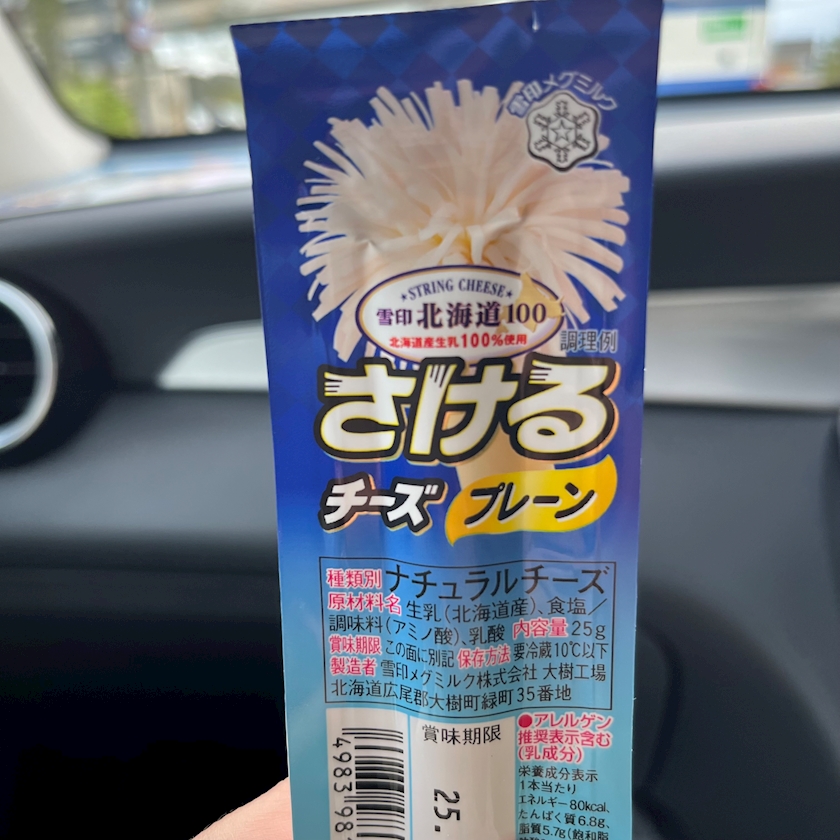 雪印メグミルク
STRING CHEESE
雪印 北海道100
北海道産生乳100%使用
調理例
さける
チーズ プレーン
種類別 ナチュラルチーズ
原材料名 生乳(北海道産)、食塩/
調味料(アミノ酸)、乳酸 内容量 25g
賞味期限 この面に別記 保存方法 要冷蔵10℃以下
製造者 雪印メグミルク株式会社 大樹工場
北海道広尾郡大樹町緑町35番地
●アレルゲン
推奨表示含む
(乳成分)
賞味期限
25.
498398
栄養成分表示
1本当たり
エネルギー80kcal、
たんぱく質6.8g、
脂質5.7g(飽和脂